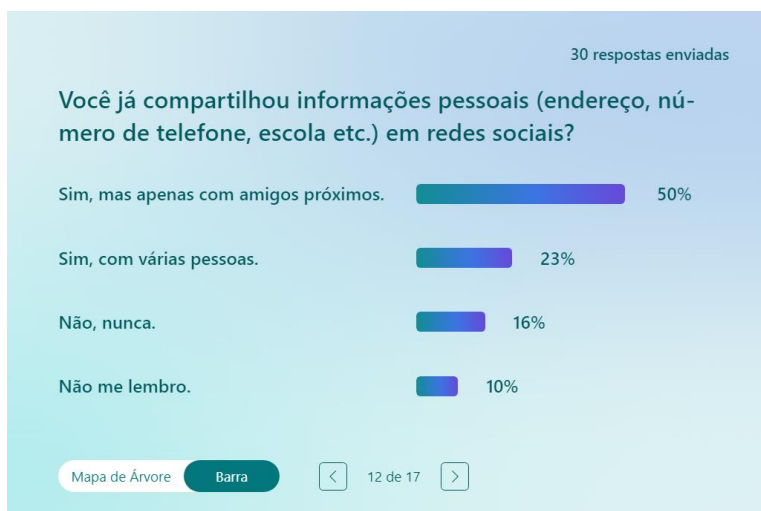 30 respostas enviadas
Você já compartilhou informações pessoais (endereço, nú-
mero de telefone, escola etc.) em redes sociais?
Sim, mas apenas com amigos próximos. 50%
Sim, com várias pessoas. 23%
Não, nunca. 16%
Não me lembro. 10%
Mapa de Árvore Barra < 12 de 17 >